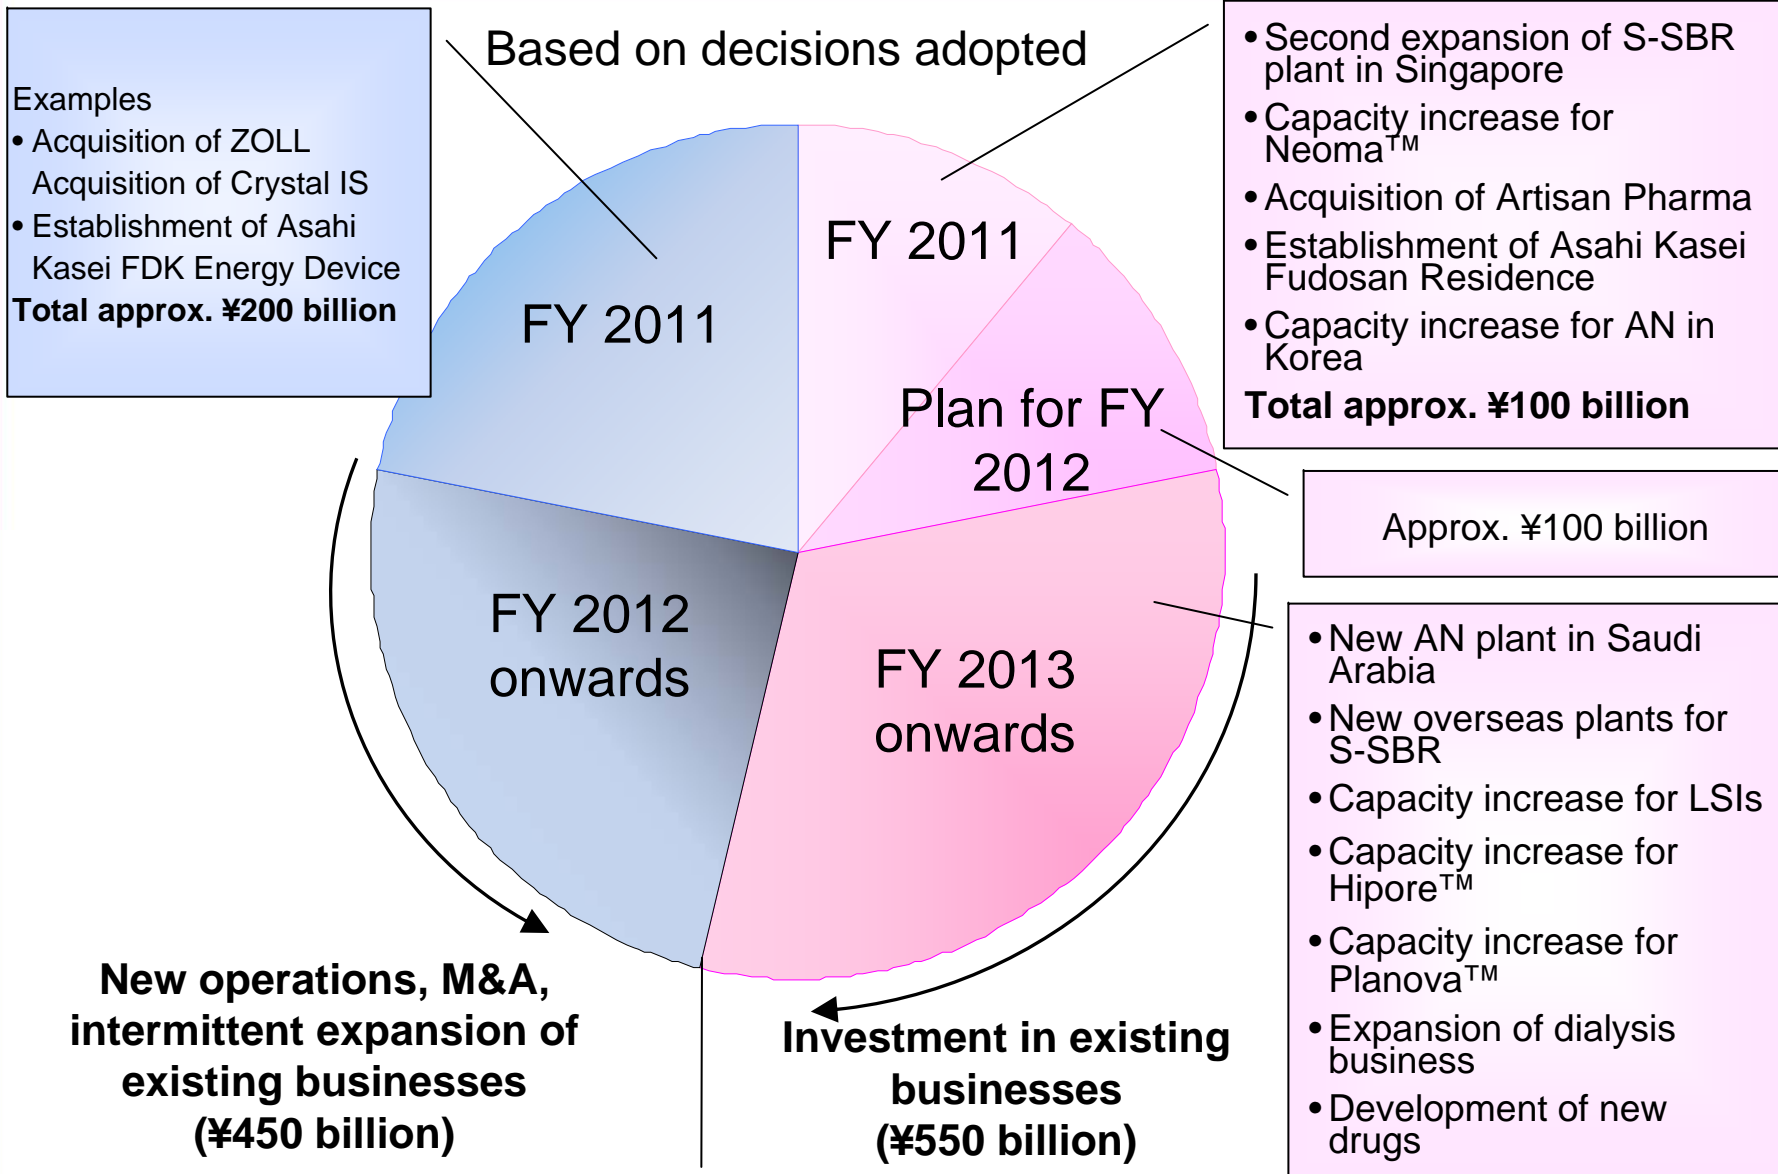 Based on decisions adopted
Examples
• Acquisition of ZOLL
Acquisition of Crystal IS
• Establishment of Asahi
Kasei FDK Energy Device
Total approx. ¥200 billion
• Second expansion of S-SBR
plant in Singapore
• Capacity increase for
Neoma™
• Acquisition of Artisan Pharma
• Establishment of Asahi Kasei
Fudosan Residence
• Capacity increase for AN in
Korea
Total approx. ¥100 billion
FY 2011
FY 2011
Plan for FY
2012
Approx. ¥100 billion
FY 2012
onwards
FY 2013
onwards
• New AN plant in Saudi
Arabia
• New overseas plants for
S-SBR
• Capacity increase for LSIs
• Capacity increase for
Hipore™
• Capacity increase for
Planova™
• Expansion of dialysis
business
• Development of new
drugs
New operations, M&A,
intermittent expansion of
existing businesses
(¥450 billion)
Investment in existing
businesses
(¥550 billion)